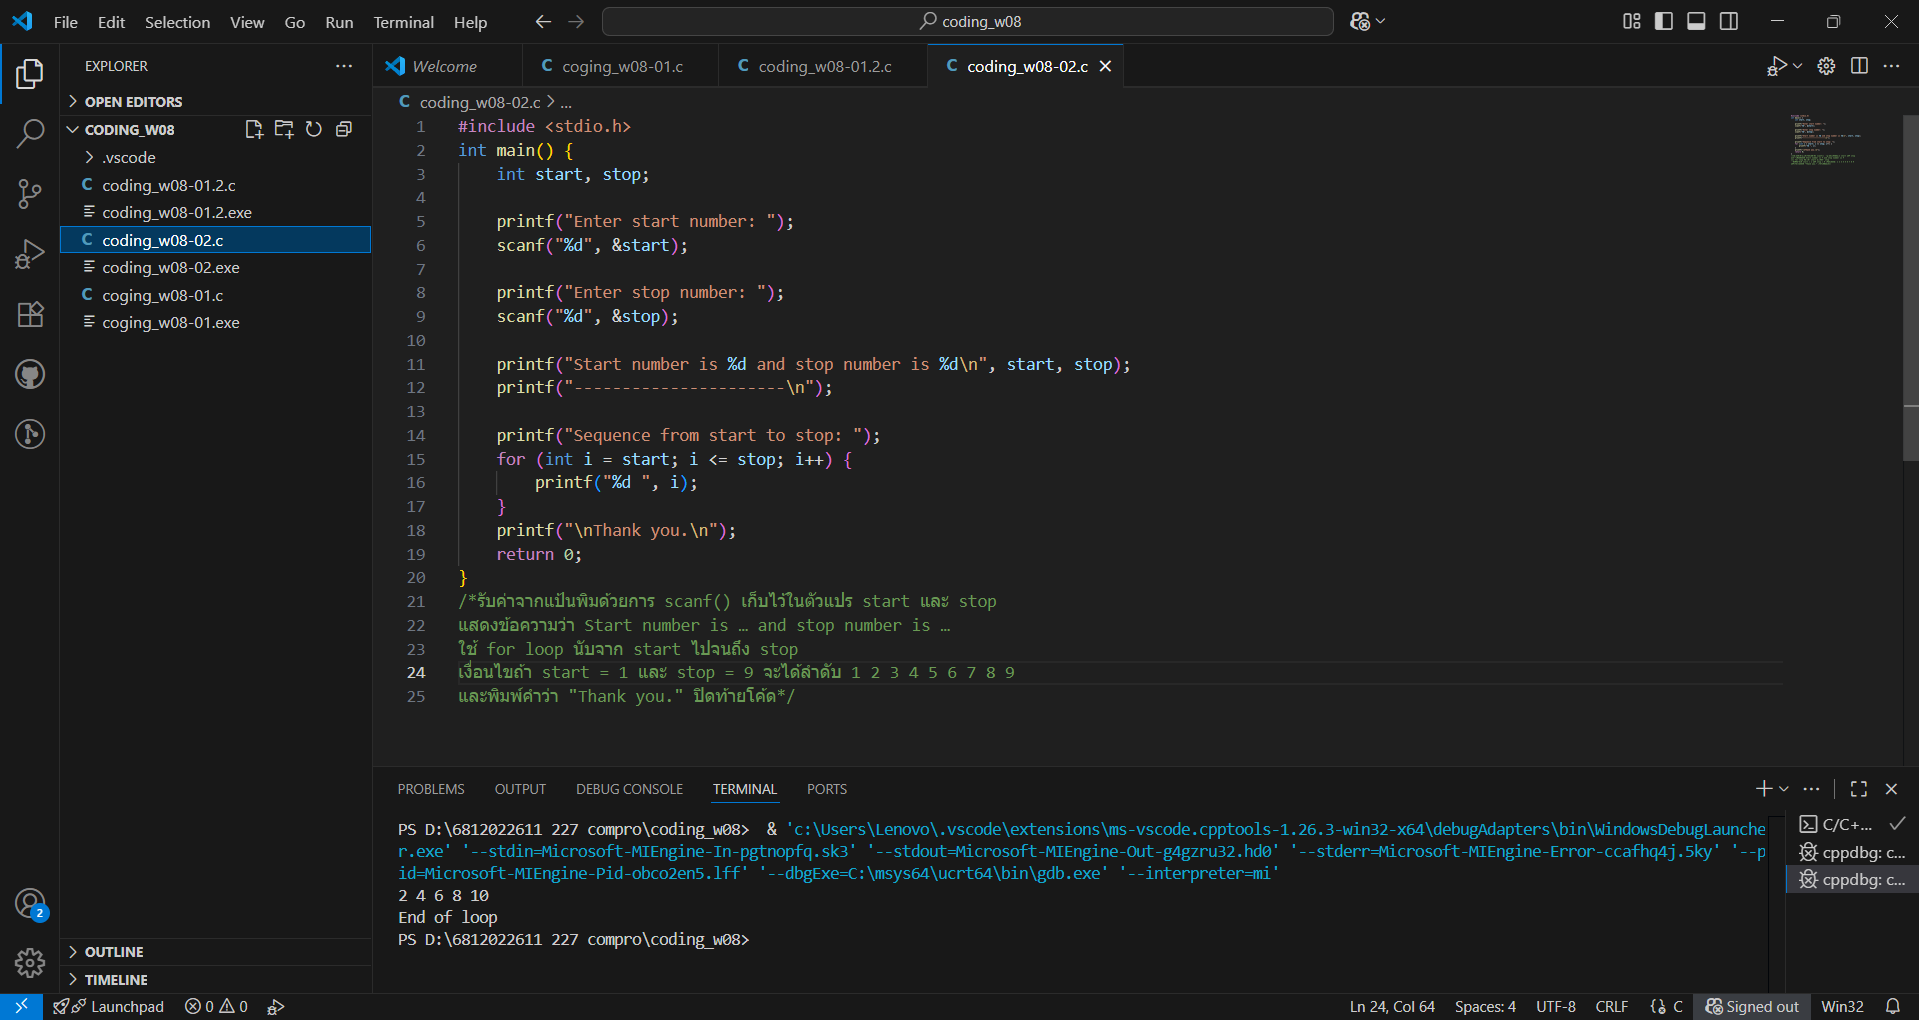 File Edit Selection View Go Run Terminal Help
coding_w08
EXPLORER
OPEN EDITORS
CODING_W08
.vscode
C coding_w08-01.2.c
coding_w08-01.2.exe
C coding_w08-02.c
coding_w08-02.exe
C coging_w08-01.c
coging_w08-01.exe
OUTLINE
TIMELINE
2
Welcome
C coging_w08-01.c
C coding_w08-01.2.c
C coding_w08-02.c
C coding_w08-02.c > ...
1 #include <stdio.h>
2 int main() {
3 int start, stop;
4
5 printf("Enter start number: ");
6 scanf("%d", &start);
7
8 printf("Enter stop number: ");
9 scanf("%d", &stop);
10
11 printf("Start number is %d and stop number is %d\n", start, stop);
12 printf("----------------------\n");
13
14 printf("Sequence from start to stop: ");
15 for (int i = start; i <= stop; i++) {
16 printf("%d ", i);
17 }
18 printf("\nThank you.\n");
19 return 0;
20 }
21 /*รับค่าจากแป้นพิมด้วยการ scanf() เก็บไว้ในตัวแปร start และ stop
22 แสดงข้อความว่า Start number is … and stop number is …
23 ใช้ for loop นับจาก start ไปจนถึง stop
24 เงื่อนไขถ้า start = 1 และ stop = 9 จะได้ลำดับ 1 2 3 4 5 6 7 8 9
25 และพิมพ์คำว่า "Thank you." ปิดท้ายโค้ด*/
PROBLEMS OUTPUT DEBUG CONSOLE TERMINAL PORTS
PS D:\6812022611 227 compro\coding_w08> & 'c:\Users\Lenovo\.vscode\extensions\ms-vscode.cpptools-1.26.3-win32-x64\debugAdapters\bin\WindowsDebugLaunche
r.exe' '--stdin=Microsoft-MIEngine-In-pgtnopfq.sk3' '--stdout=Microsoft-MIEngine-Out-g4gzru32.hd0' '--stderr=Microsoft-MIEngine-Error-ccafhq4j.5ky' '--p
id=Microsoft-MIEngine-Pid-obco2en5.lff' '--dbgExe=C:\msys64\ucrt64\bin\gdb.exe' '--interpreter=mi'
2 4 6 8 10
End of loop
PS D:\6812022611 227 compro\coding_w08>
C/C+...
cppdbg: c...
cppdbg: c...
Launchpad 0 0
Ln 24, Col 64 Spaces: 4 UTF-8 CRLF {} C Signed out Win32